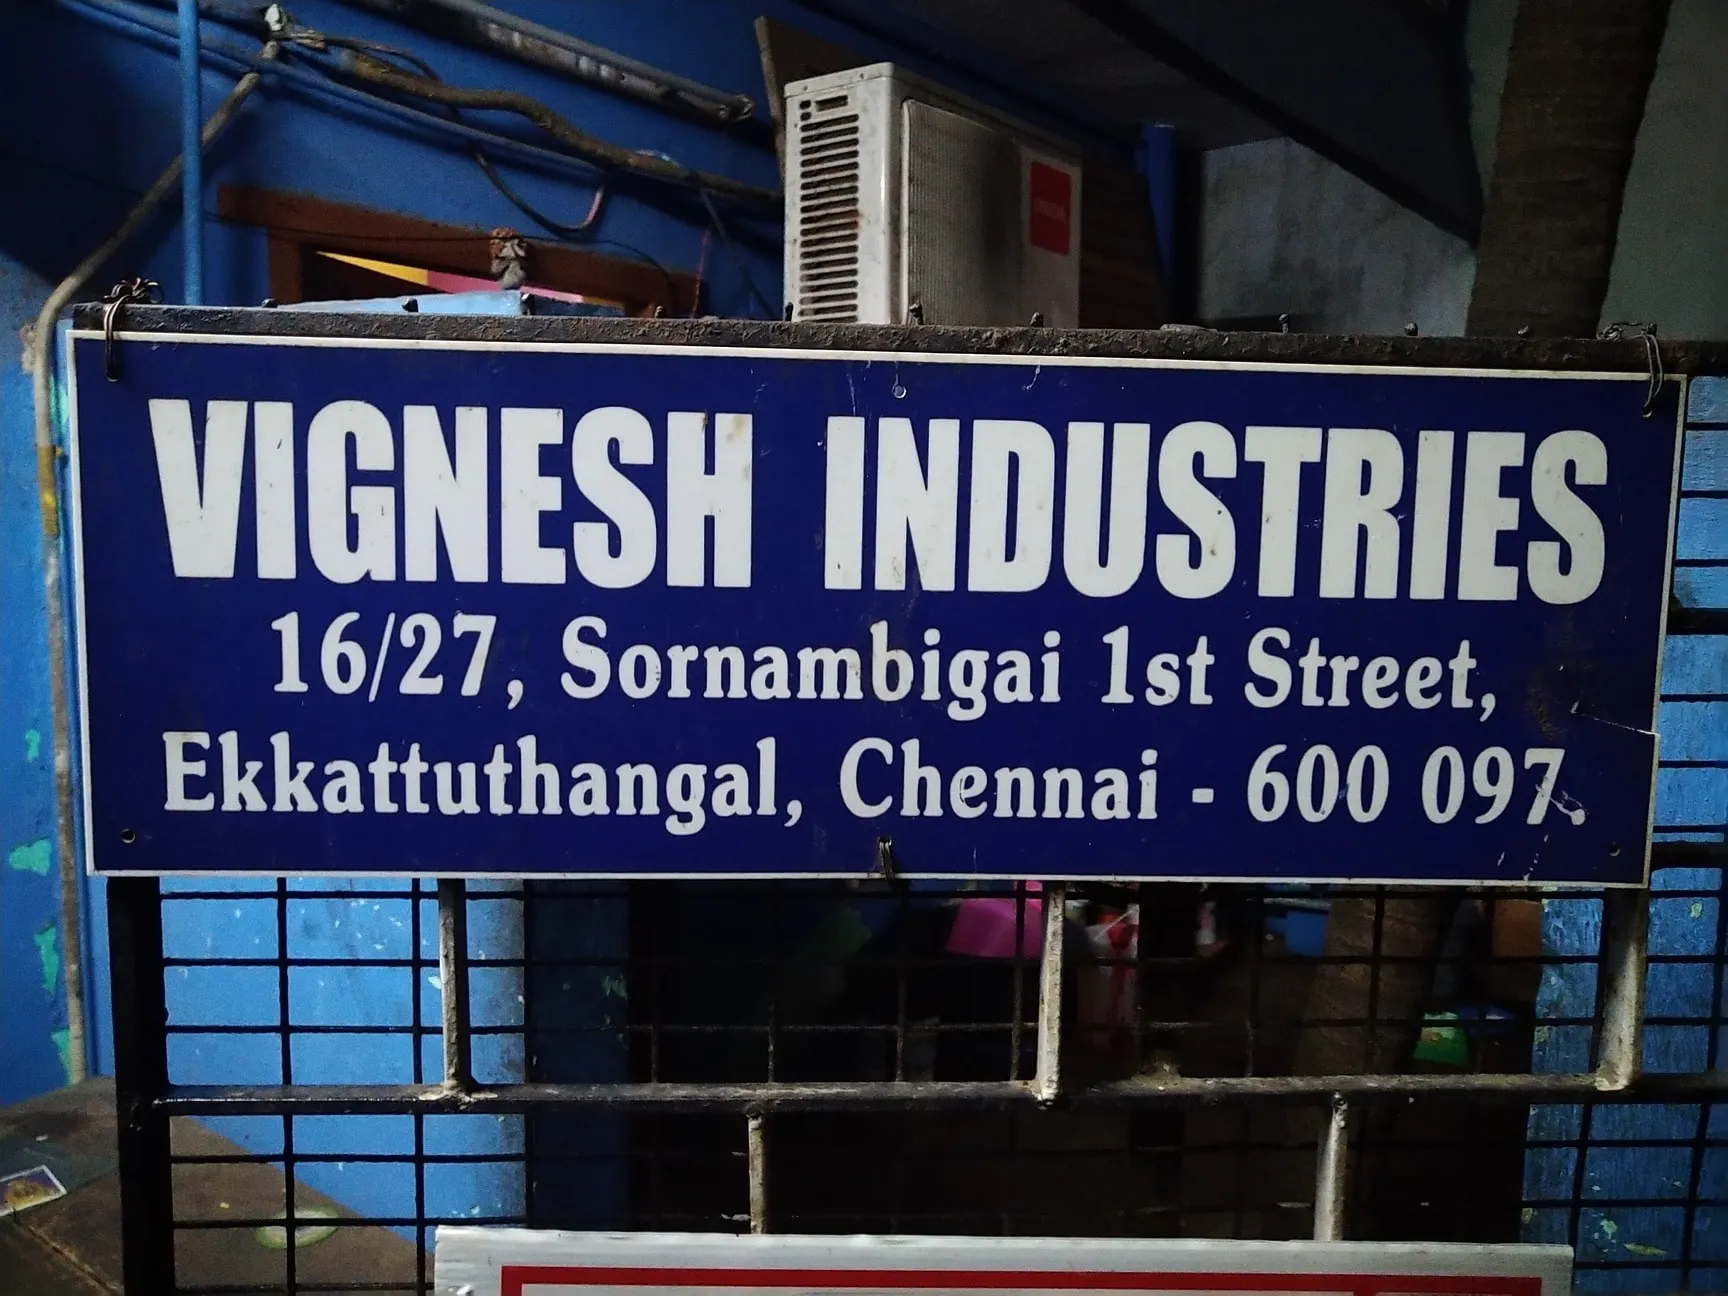 VIGNESH INDUSTRIES
16/27, Sornambigai 1st Street,
Ekkattuthangal, Chennai - 600 097.